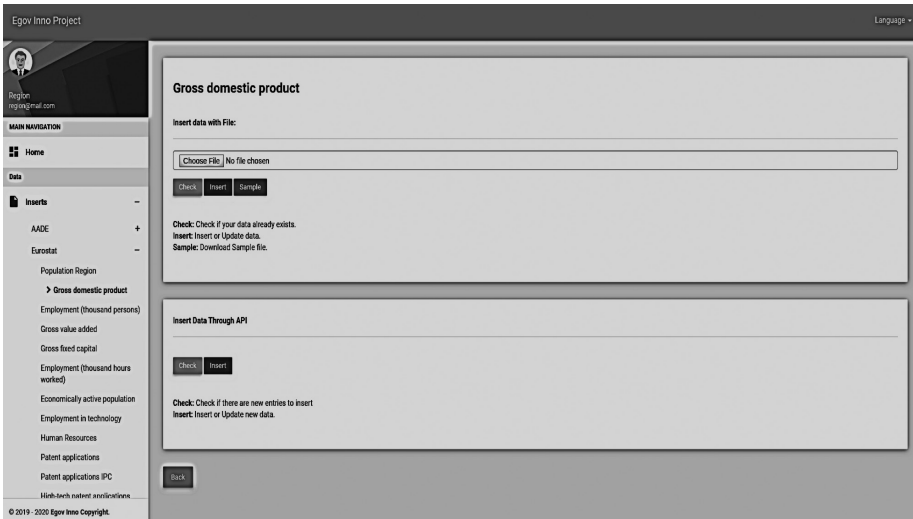 Egov Inno Project
Language
Region
region@mail.com
MAIN NAVIGATION
Home
Data
Inserts
AADE
Eurostat
Population Region
Gross domestic product
Employment (thousand persons)
Gross value added
Gross fixed capital
Employment (thousand hours
worked)
Economically active population
Employment in technology
Human Resources
Patent applications
Patent applications IPC
High-tech patent applications
© 2019 - 2020 Egov Inno Copyright.
Gross domestic product
Insert data with File:
Choose File No file chosen
Check Insert Sample
Check: Check if your data already exists.
Insert: Insert or Update data.
Sample: Download Sample file.
Insert Data Through API
Check Insert
Check: Check if there are new entries to insert
Insert: Insert or Update new data.
Back